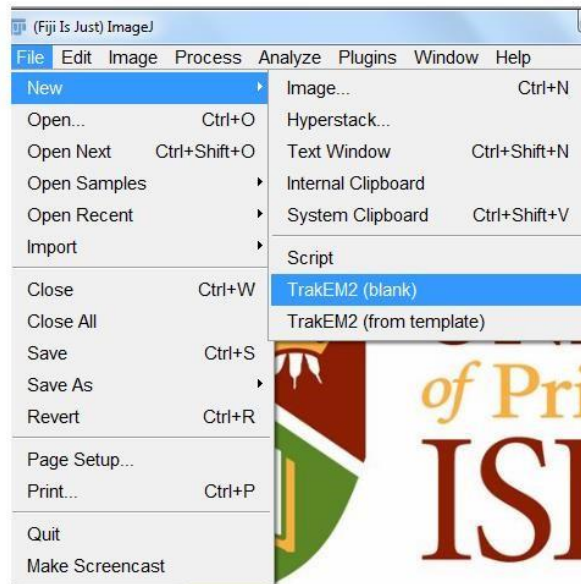 (Fiji Is Just) ImageJ
File Edit Image Process Analyze Plugins Window Help
New
Open... Ctrl+O
Open Next Ctrl+Shift+O
Open Samples
Open Recent
Import
Close Ctrl+W
Close All
Save Ctrl+S
Save As
Revert Ctrl+R
Page Setup...
Print... Ctrl+P
Quit
Make Screencast
Image... Ctrl+N
Hyperstack...
Text Window Ctrl+Shift+N
Internal Clipboard
System Clipboard Ctrl+Shift+V
Script
TrakEM2 (blank)
TrakEM2 (from template)
of Pri
ISL